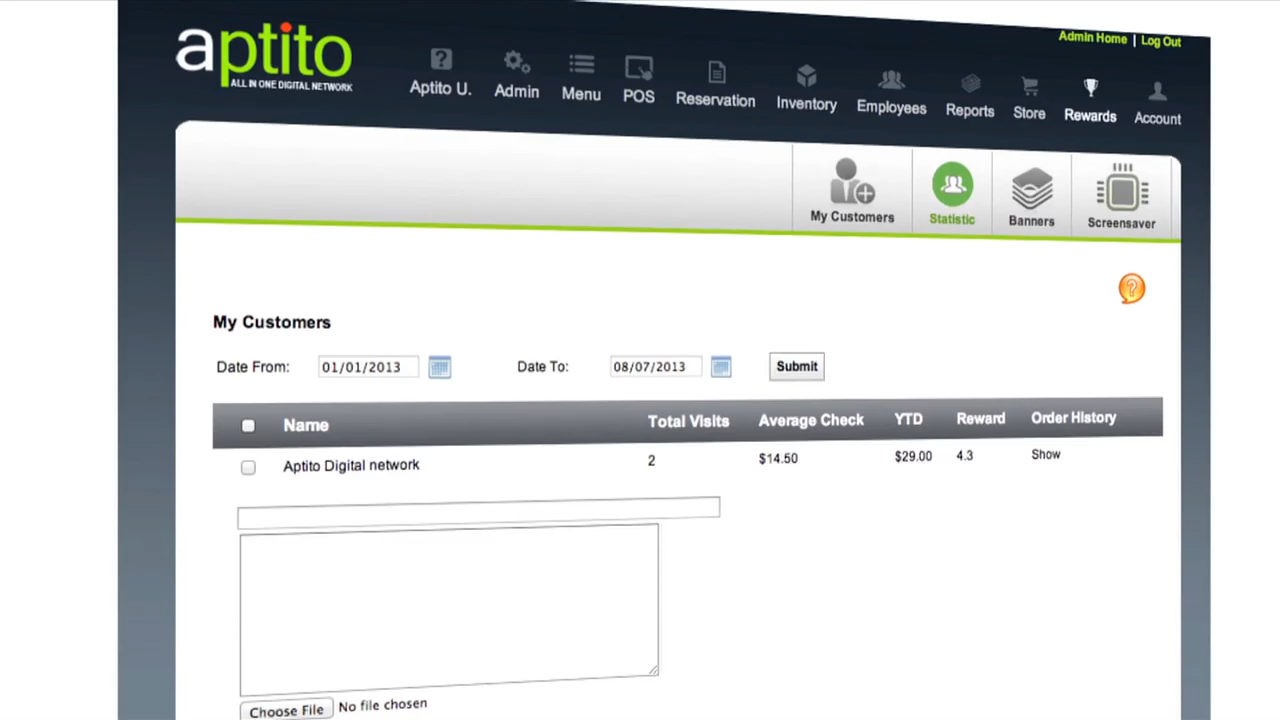 Admin Home | Log Out
aptito
ALL IN ONE DIGITAL NETWORK
Aptito U. Admin Menu POS Reservation Inventory Employees Reports Store Rewards Account
My Customers Statistic Banners Screensaver
?
My Customers
Date From: 01/01/2013 Date To: 08/07/2013 Submit
Name Total Visits Average Check YTD Reward Order History
Aptito Digital network 2 $14.50 $29.00 4.3 Show
Choose File No file chosen